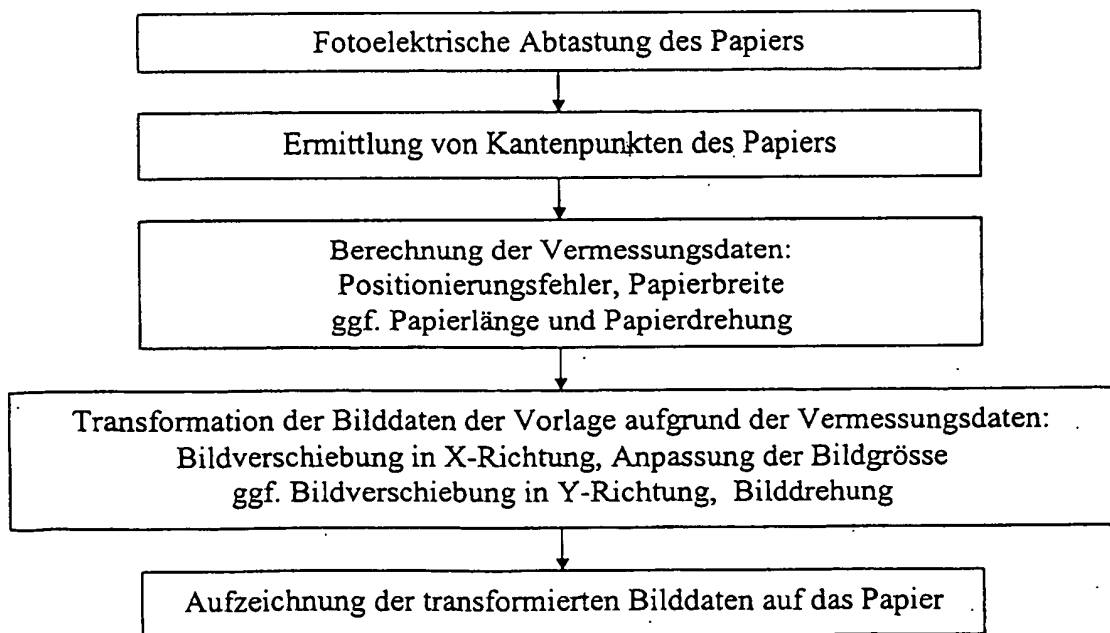 Fotoelektrische Abtastung des Papiers
Ermittlung von Kantenpunkten des Papiers
Berechnung der Vermessungsdaten:
Positionierungsfehler, Papierbreite
ggf. Papierlänge und Papierdrehung
Transformation der Bilddaten der Vorlage aufgrund der Vermessungsdaten:
Bildverschiebung in X-Richtung, Anpassung der Bildgrösse
ggf. Bildverschiebung in Y-Richtung, Bilddrehung
Aufzeichnung der transformierten Bilddaten auf das Papier